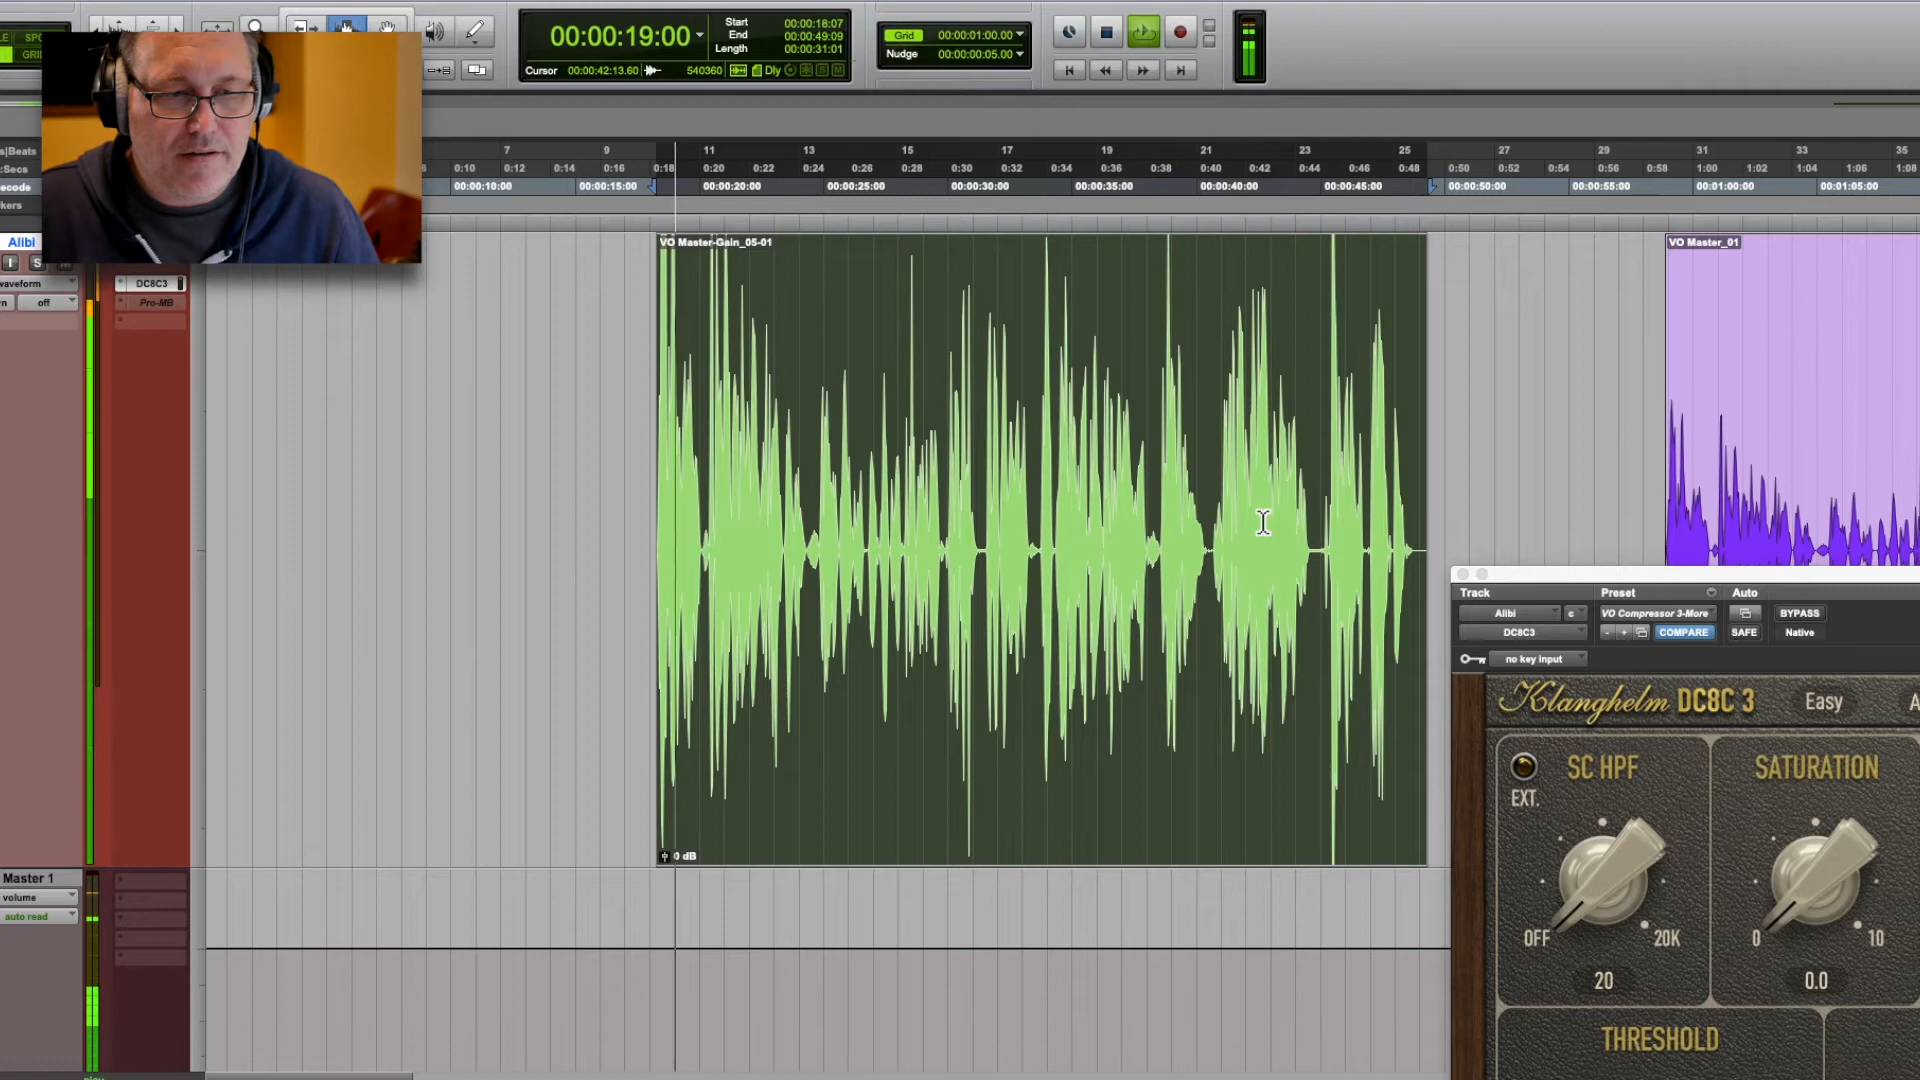 SPO
GRID
00:00:19:00
Start 00:00:18:07
End 00:00:49:09
Length 00:00:31:01
Cursor 00:00:42:13.60 540360 Dly
Grid 00:00:01:00.00
Nudge 00:00:00:05.00
s|Beats 7 9 11 13 15 17 19 21 23 25 27 29 31 33 35
:Secs 0:10 0:12 0:14 0:16 0:18 0:20 0:22 0:24 0:26 0:28 0:30 0:32 0:34 0:36 0:38 0:40 0:42 0:44 0:46 0:48 0:50 0:52 0:54 0:56 0:58 1:00 1:02 1:04 1:06 1:08
ecode 00:00:10:00 00:00:15:00 00:00:20:00 00:00:25:00 00:00:30:00 00:00:35:00 00:00:40:00 00:00:45:00 00:00:50:00 00:00:55:00 00:01:00:00 00:01:05:00
kers
Alibi
VO Master-Gain_05-01
VO Master_01
I S M
waveform
DC8C3
n off
Pro-MB
0 dB
Master 1
volume
auto read
Track Preset Auto
Alibi c VO Compressor 3-More BYPASS
DC8C3 - + COMPARE SAFE Native
no key input
Klanghelm DC8C 3 Easy A
SC HPF SATURATION
EXT.
OFF 20K 0 10
20 0.0
THRESHOLD